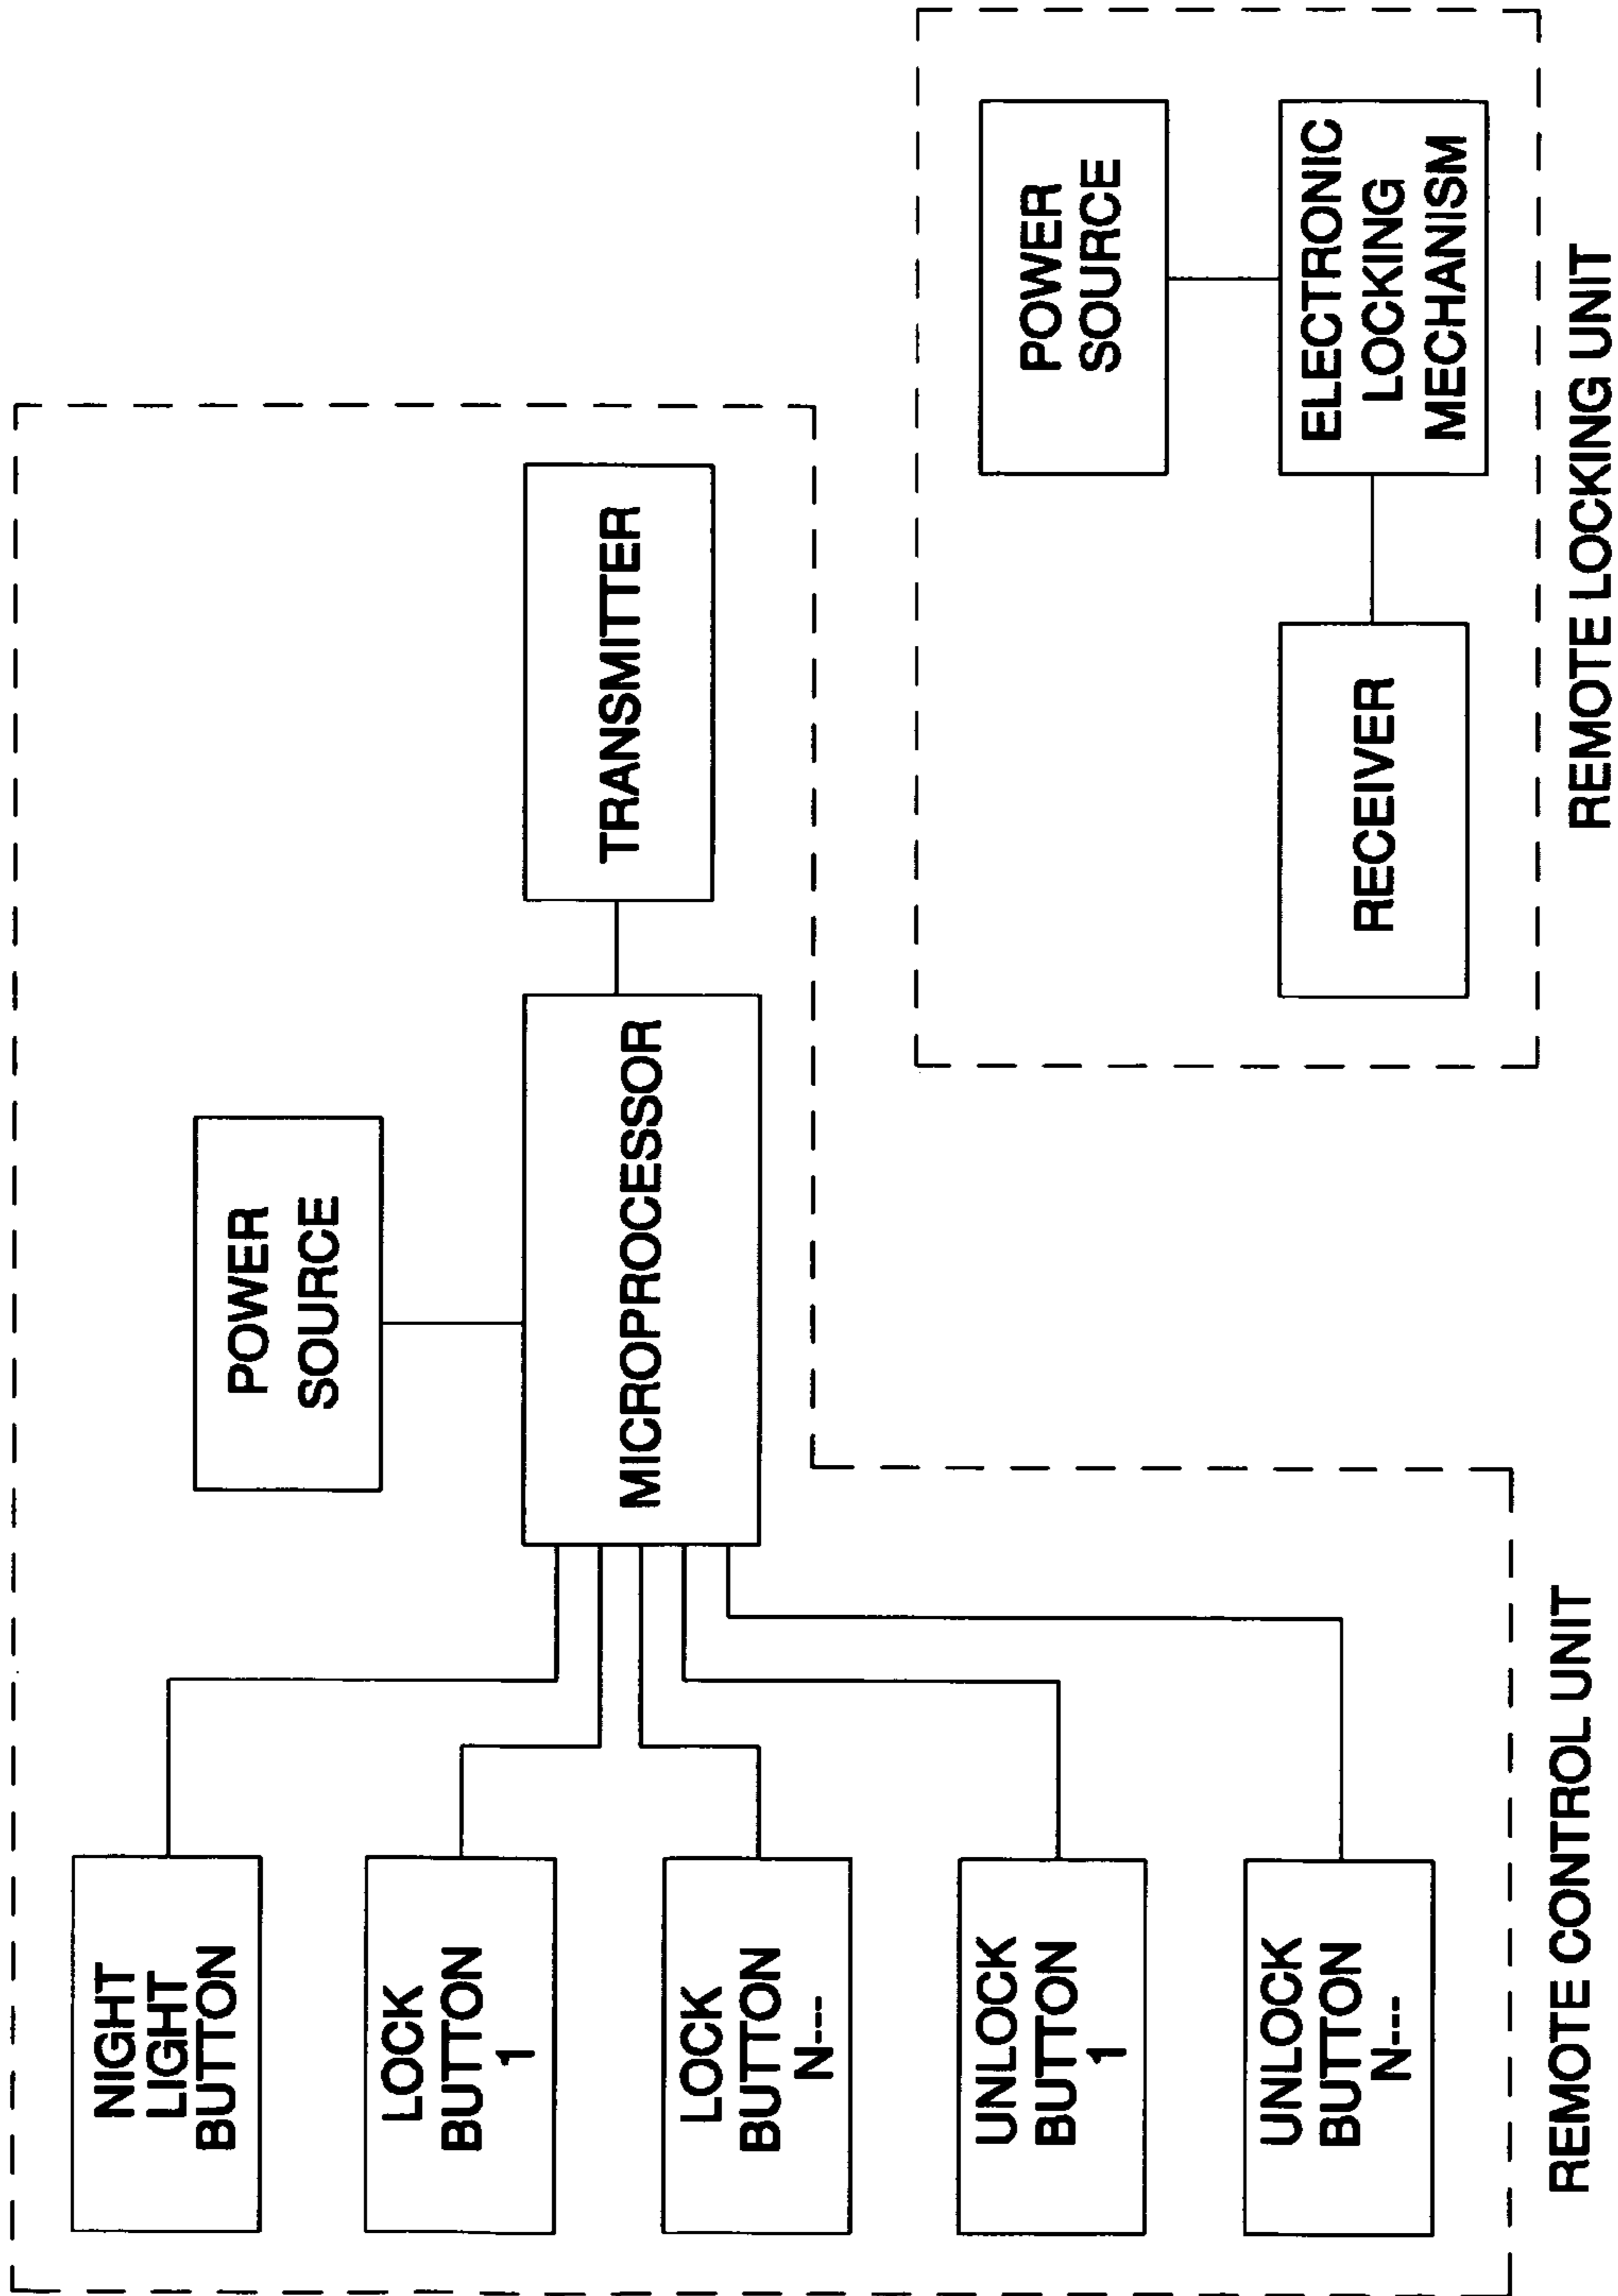 NIGHT
LIGHT
BUTTON
LOCK
BUTTON
1
LOCK
BUTTON
N---
UNLOCK
BUTTON
1
UNLOCK
BUTTON
N---
POWER
SOURCE
MICROPROCESSOR
TRANSMITTER
REMOTE CONTROL UNIT
POWER
SOURCE
RECEIVER
ELECTRONIC
LOCKING
MECHANISM
REMOTE LOCKING UNIT